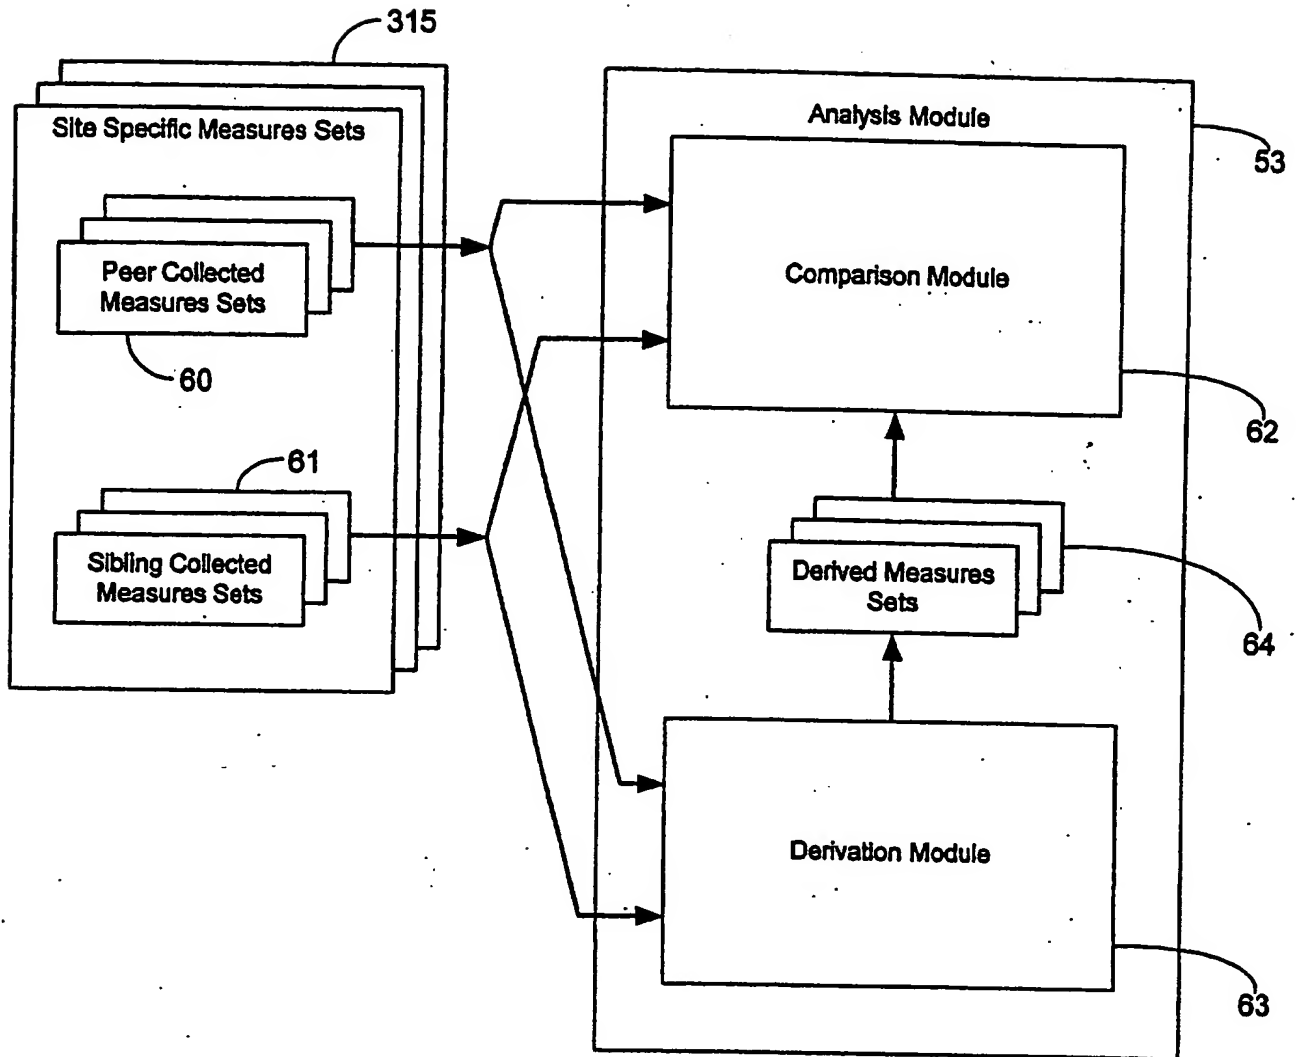 315
Site Specific Measures Sets
Peer Collected
Measures Sets
60
61
Sibling Collected
Measures Sets
Analysis Module
53
Comparison Module
62
Derived Measures
Sets
64
Derivation Module
63